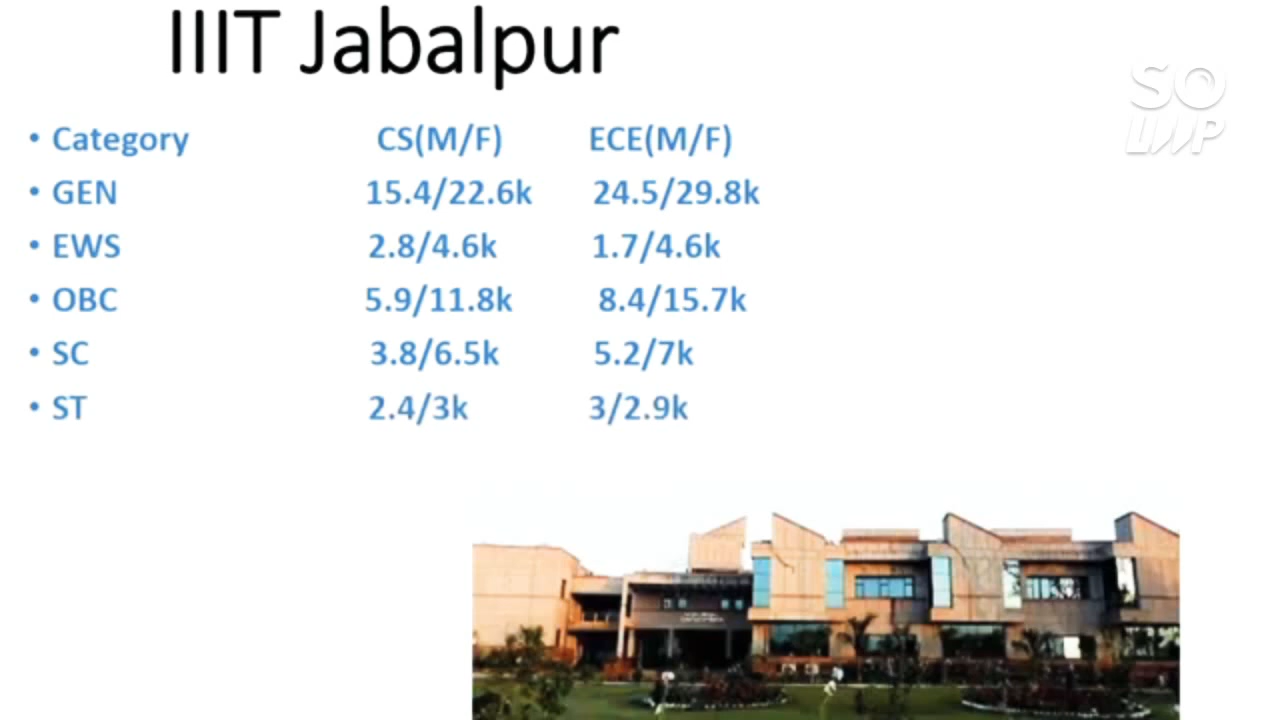 IIIT Jabalpur
SO
LIVE
• Category CS(M/F) ECE(M/F)
• GEN 15.4/22.6k 24.5/29.8k
• EWS 2.8/4.6k 1.7/4.6k
• OBC 5.9/11.8k 8.4/15.7k
• SC 3.8/6.5k 5.2/7k
• ST 2.4/3k 3/2.9k